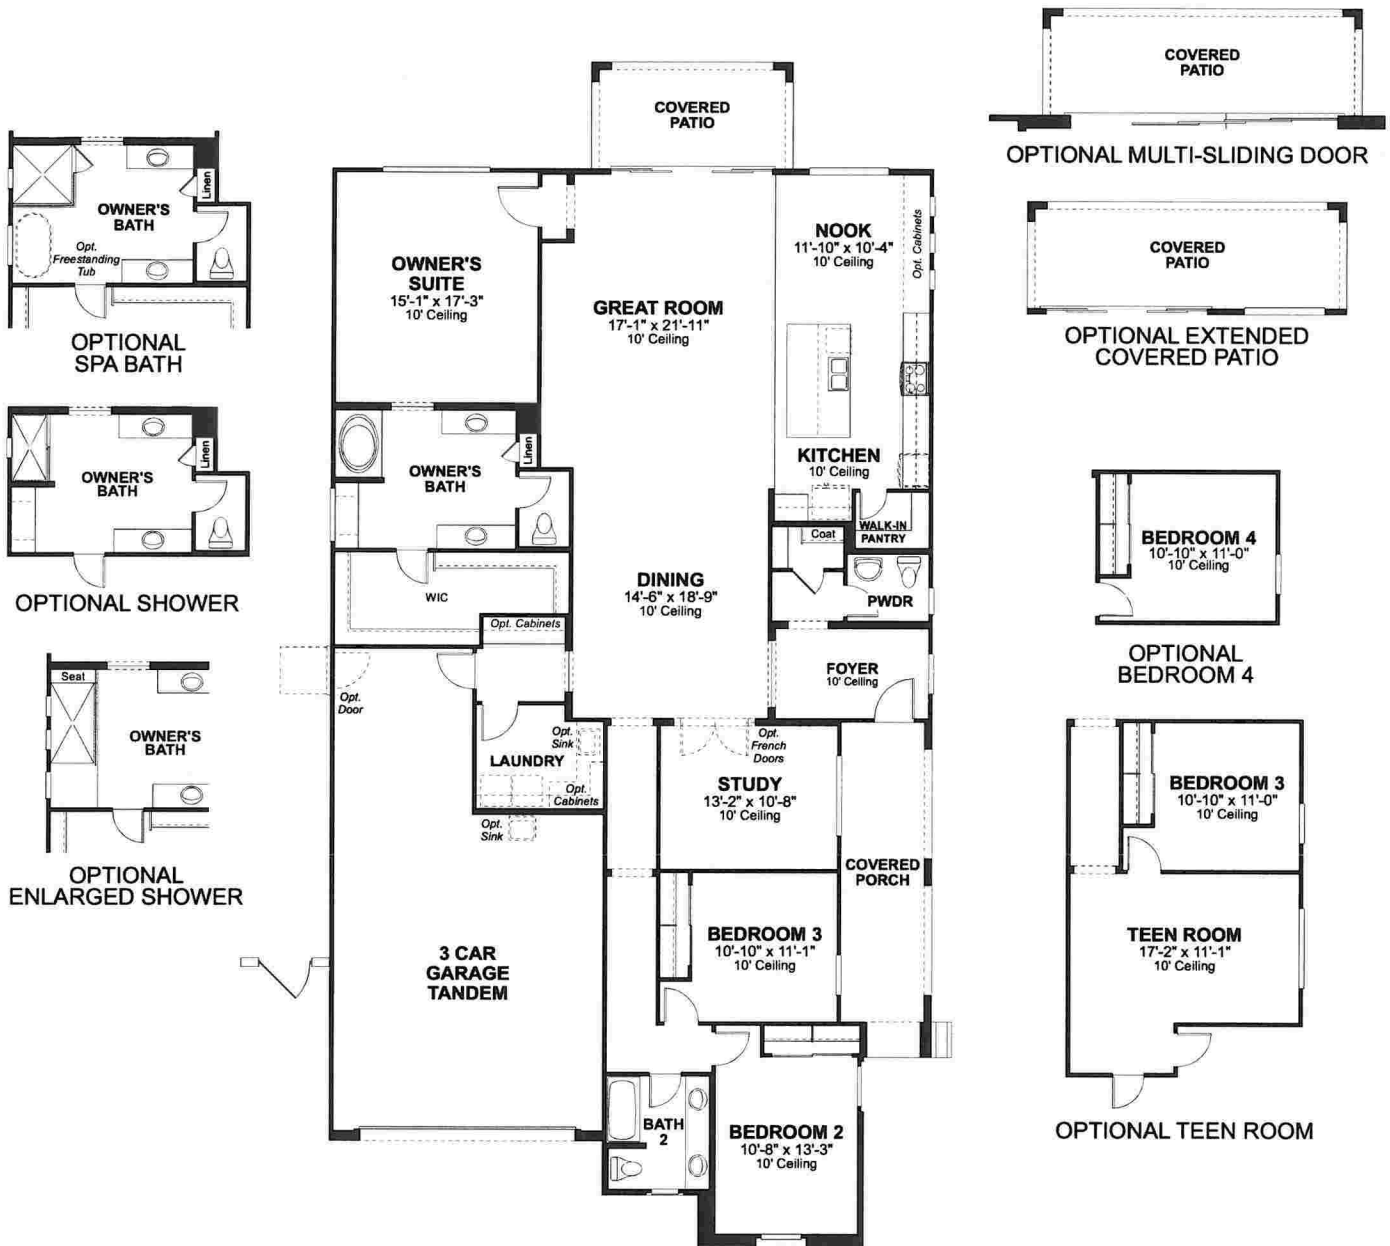 COVERED
PATIO
OPTIONAL MULTI-SLIDING DOOR
COVERED
PATIO
OPTIONAL EXTENDED
COVERED PATIO
BEDROOM 4
10'-10" x 11'-0"
10' Ceiling
OPTIONAL
BEDROOM 4
BEDROOM 3
10'-10" x 11'-0"
10' Ceiling
TEEN ROOM
17'-2" x 11'-1"
10' Ceiling
OPTIONAL TEEN ROOM
OWNER'S
BATH
Linen
Opt.
Freestanding
Tub
OPTIONAL
SPA BATH
OWNER'S
BATH
Linen
OPTIONAL SHOWER
Seat
OWNER'S
BATH
OPTIONAL
ENLARGED SHOWER
COVERED
PATIO
OWNER'S
SUITE
15'-1" x 17'-3"
10' Ceiling
GREAT ROOM
17'-1" x 21'-11"
10' Ceiling
NOOK
11'-10" x 10'-4"
10' Ceiling
Opt. Cabinets
KITCHEN
10' Ceiling
OWNER'S
BATH
Linen
WALK-IN
PANTRY
Coat
PWDR
WIC
Opt. Cabinets
DINING
14'-6" x 18'-9"
10' Ceiling
FOYER
10' Ceiling
Opt.
Door
LAUNDRY
Opt.
Sink
Opt.
Cabinets
Opt.
Sink
Opt.
French
Doors
STUDY
13'-2" x 10'-8"
10' Ceiling
COVERED
PORCH
3 CAR
GARAGE
TANDEM
BEDROOM 3
10'-10" x 11'-1"
10' Ceiling
BATH
2
BEDROOM 2
10'-8" x 13'-3"
10' Ceiling